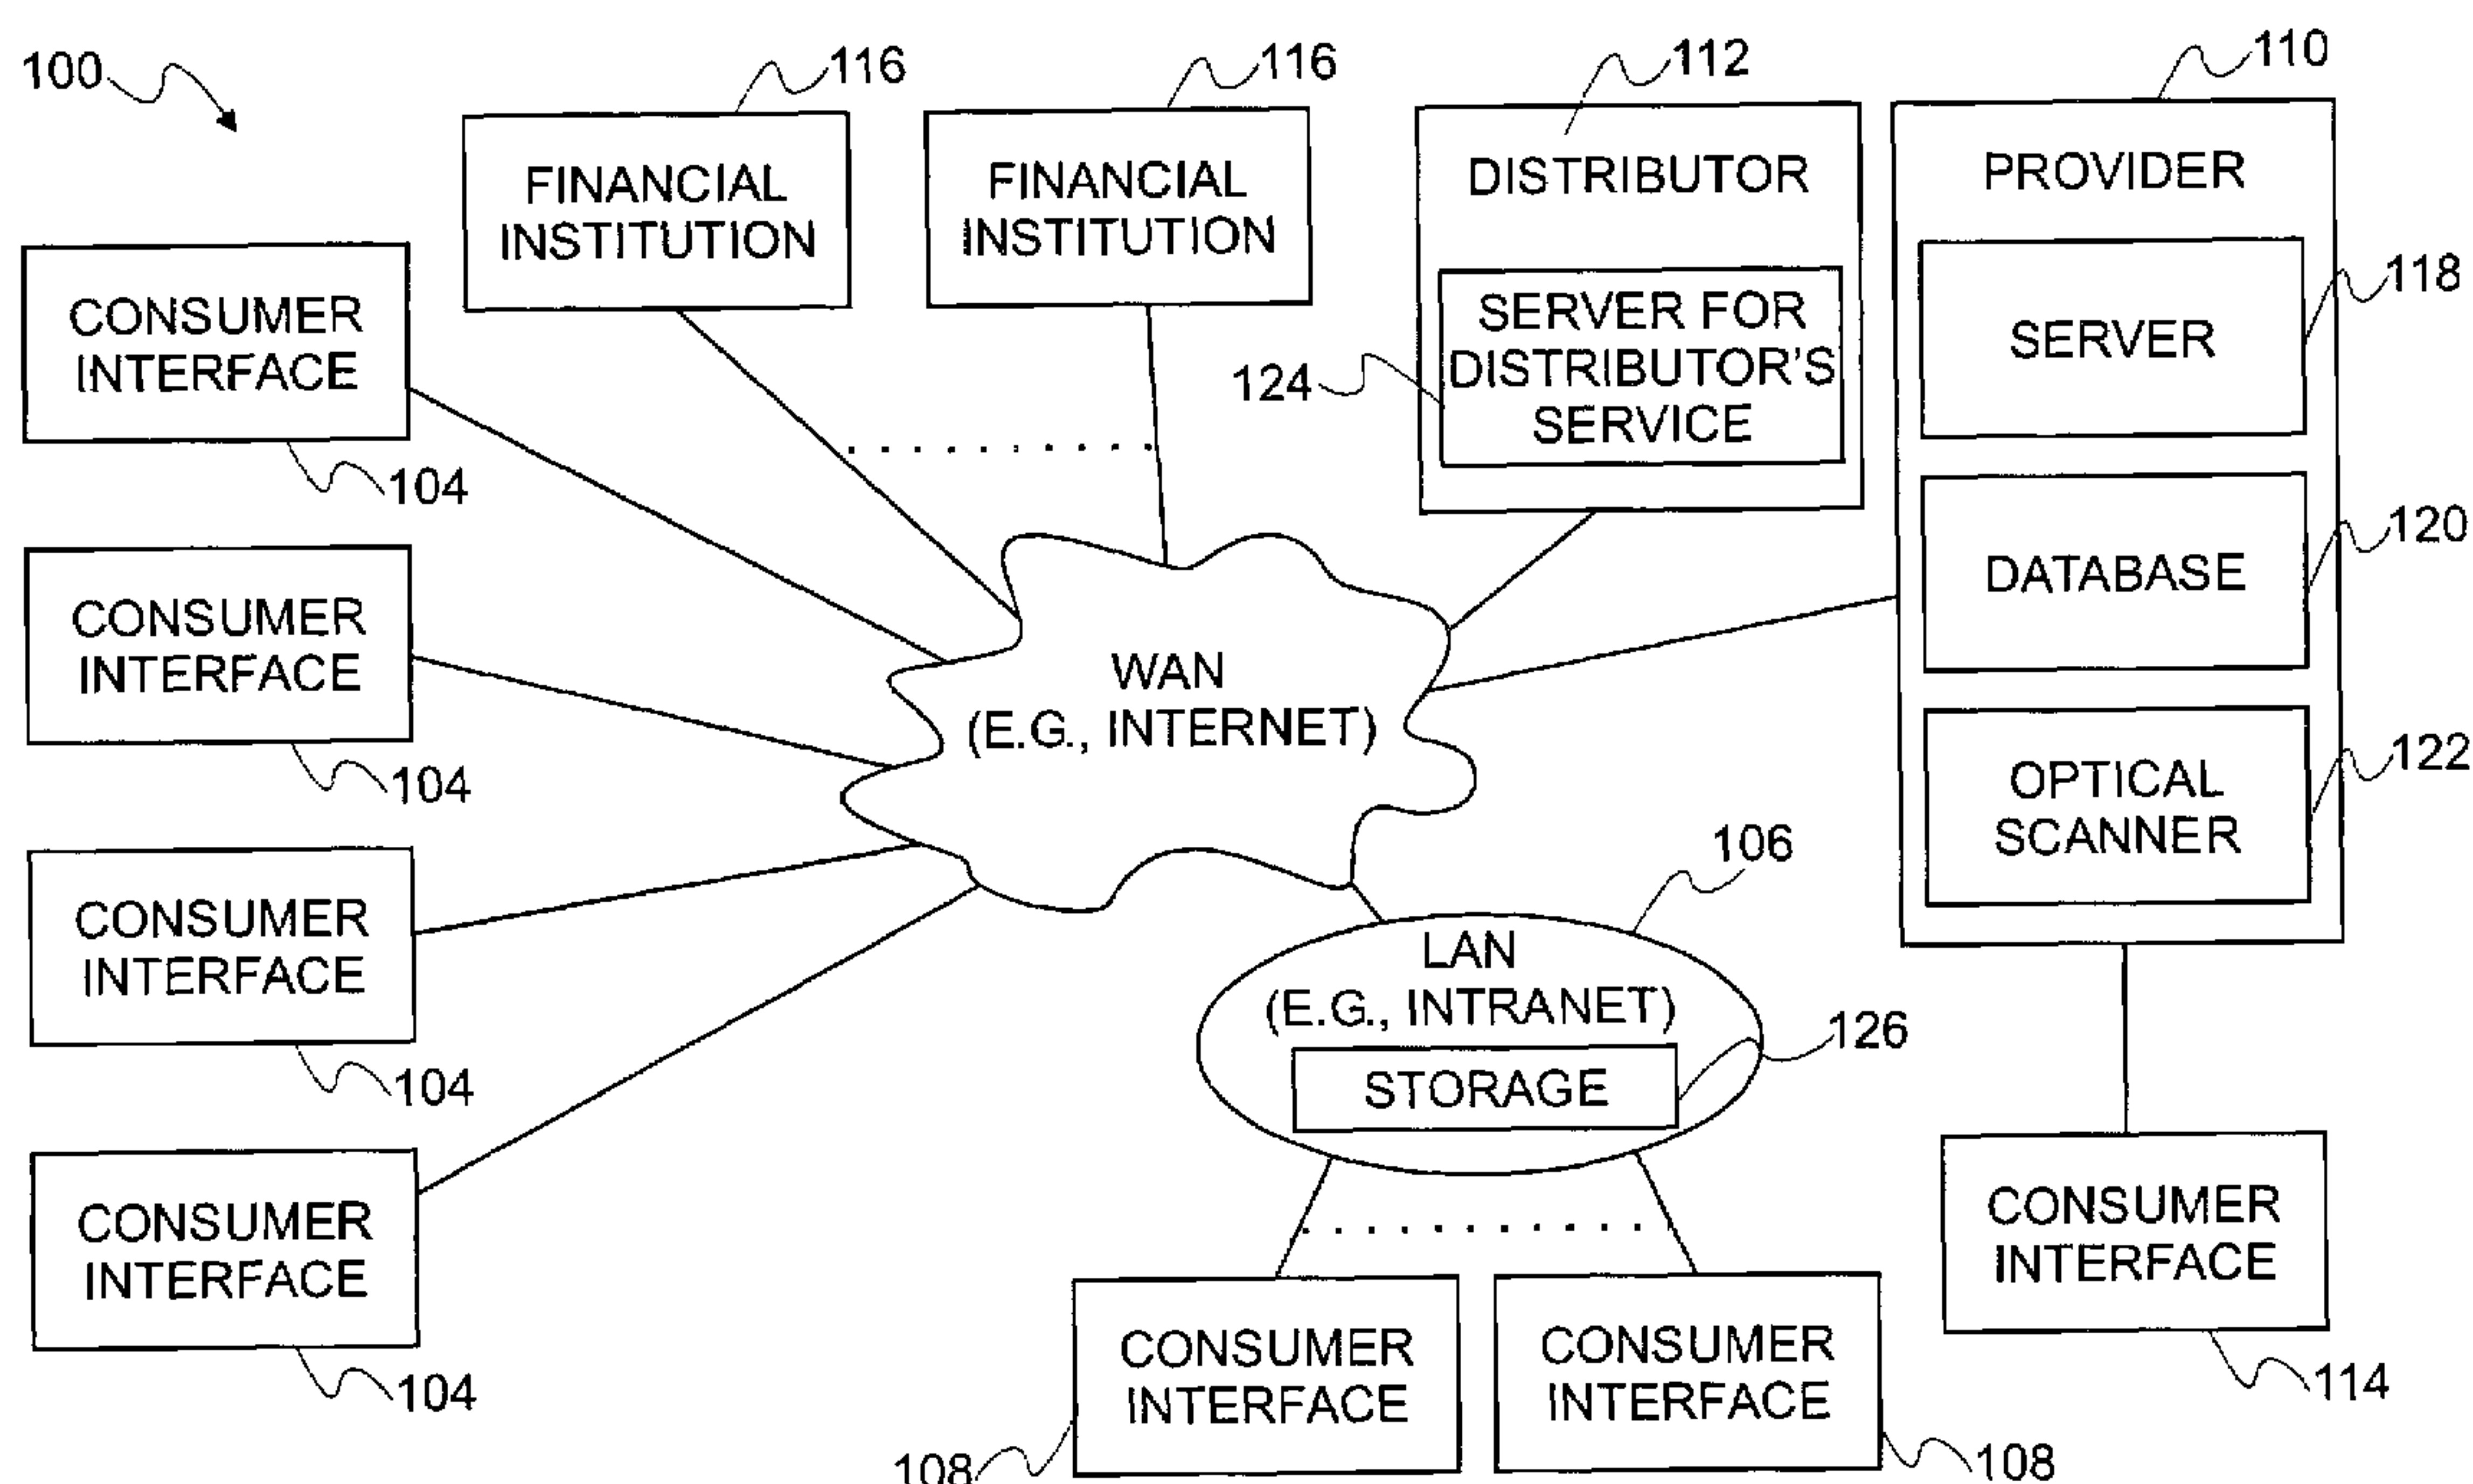 100
116
116
112
110
FINANCIAL
INSTITUTION
FINANCIAL
INSTITUTION
DISTRIBUTOR
SERVER FOR
DISTRIBUTOR'S
SERVICE
124
PROVIDER
SERVER
118
DATABASE
120
OPTICAL
SCANNER
122
CONSUMER
INTERFACE
104
CONSUMER
INTERFACE
104
CONSUMER
INTERFACE
104
CONSUMER
INTERFACE
104
WAN
(E.G., INTERNET)
106
LAN
(E.G., INTRANET)
STORAGE
126
CONSUMER
INTERFACE
108
CONSUMER
INTERFACE
108
CONSUMER
INTERFACE
114